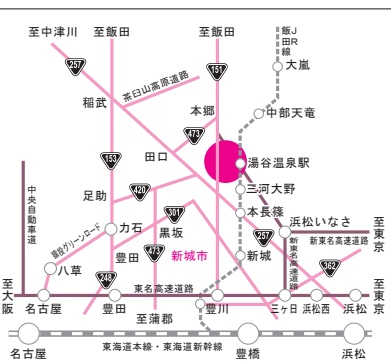 至中津川
至飯田
至飯田
飯J
田R
線
257
151
大嵐
茶臼山高原道路
稲武
本郷
中部天竜
473
田口
湯谷温泉駅
153
中央自動車道
足助
420
三河大野
301
本長篠
浜松いなさ
至東京
猿投グリーンロード
力石
黒坂
新城市
257
新東名高速道路
新東名高速道路
豊田
473
新城
362
八草
248
至大阪
東名高速道路
至東京
名古屋
豊田
豊川
三ヶ日
浜松西
浜松
至蒲郡
東海道本線・東海道新幹線
名古屋
豊橋
浜松